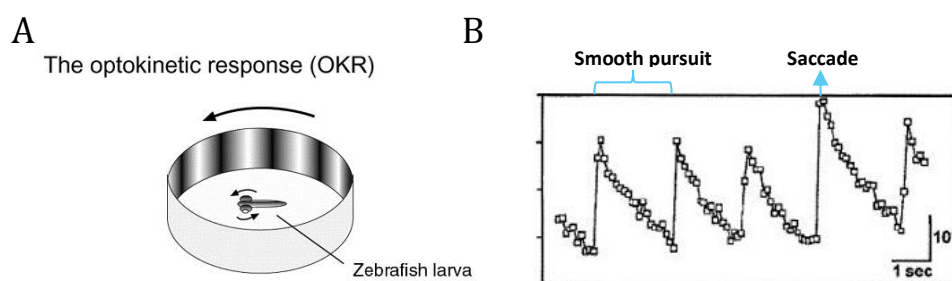 A
The optokinetic response (OKR)
Zebrafish larva
B
Smooth pursuit
Saccade
10
1 sec